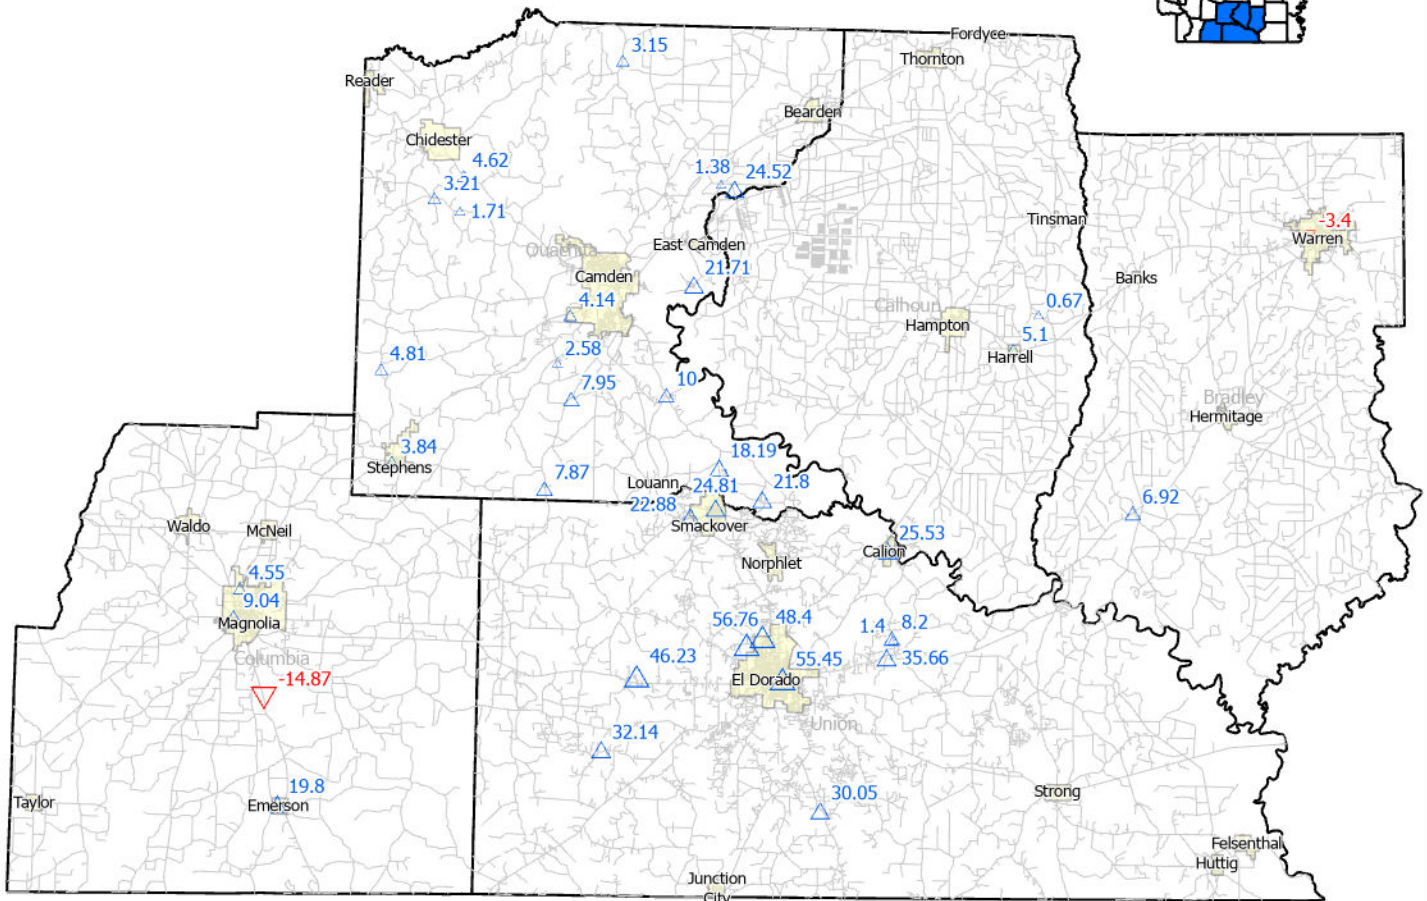 Fordyce
3.15
Thornton
Reader
Bearden
Chidester
4.62
1.38
24.52
3.21
1.71
Tinsman
-3.4
Warren
East Camden
Ouachita
21.71
Camden
Banks
4.14
0.67
Calhoun
Hampton
5.1
Harrell
4.81
2.58
7.95
10
Bradley
Hermitage
3.84
Stephens
18.19
7.87
Louann
24.81
21.8
22.88
6.92
Smackover
Waldo
McNeil
25.53
Calion
Norphlet
4.55
9.04
Magnolia
56.76
48.4
1.4
8.2
46.23
55.45
35.66
Columbia
-14.87
El Dorado
Union
32.14
19.8
30.05
Strong
Taylor
Emerson
Felsenthal
Huttig
Junction
City